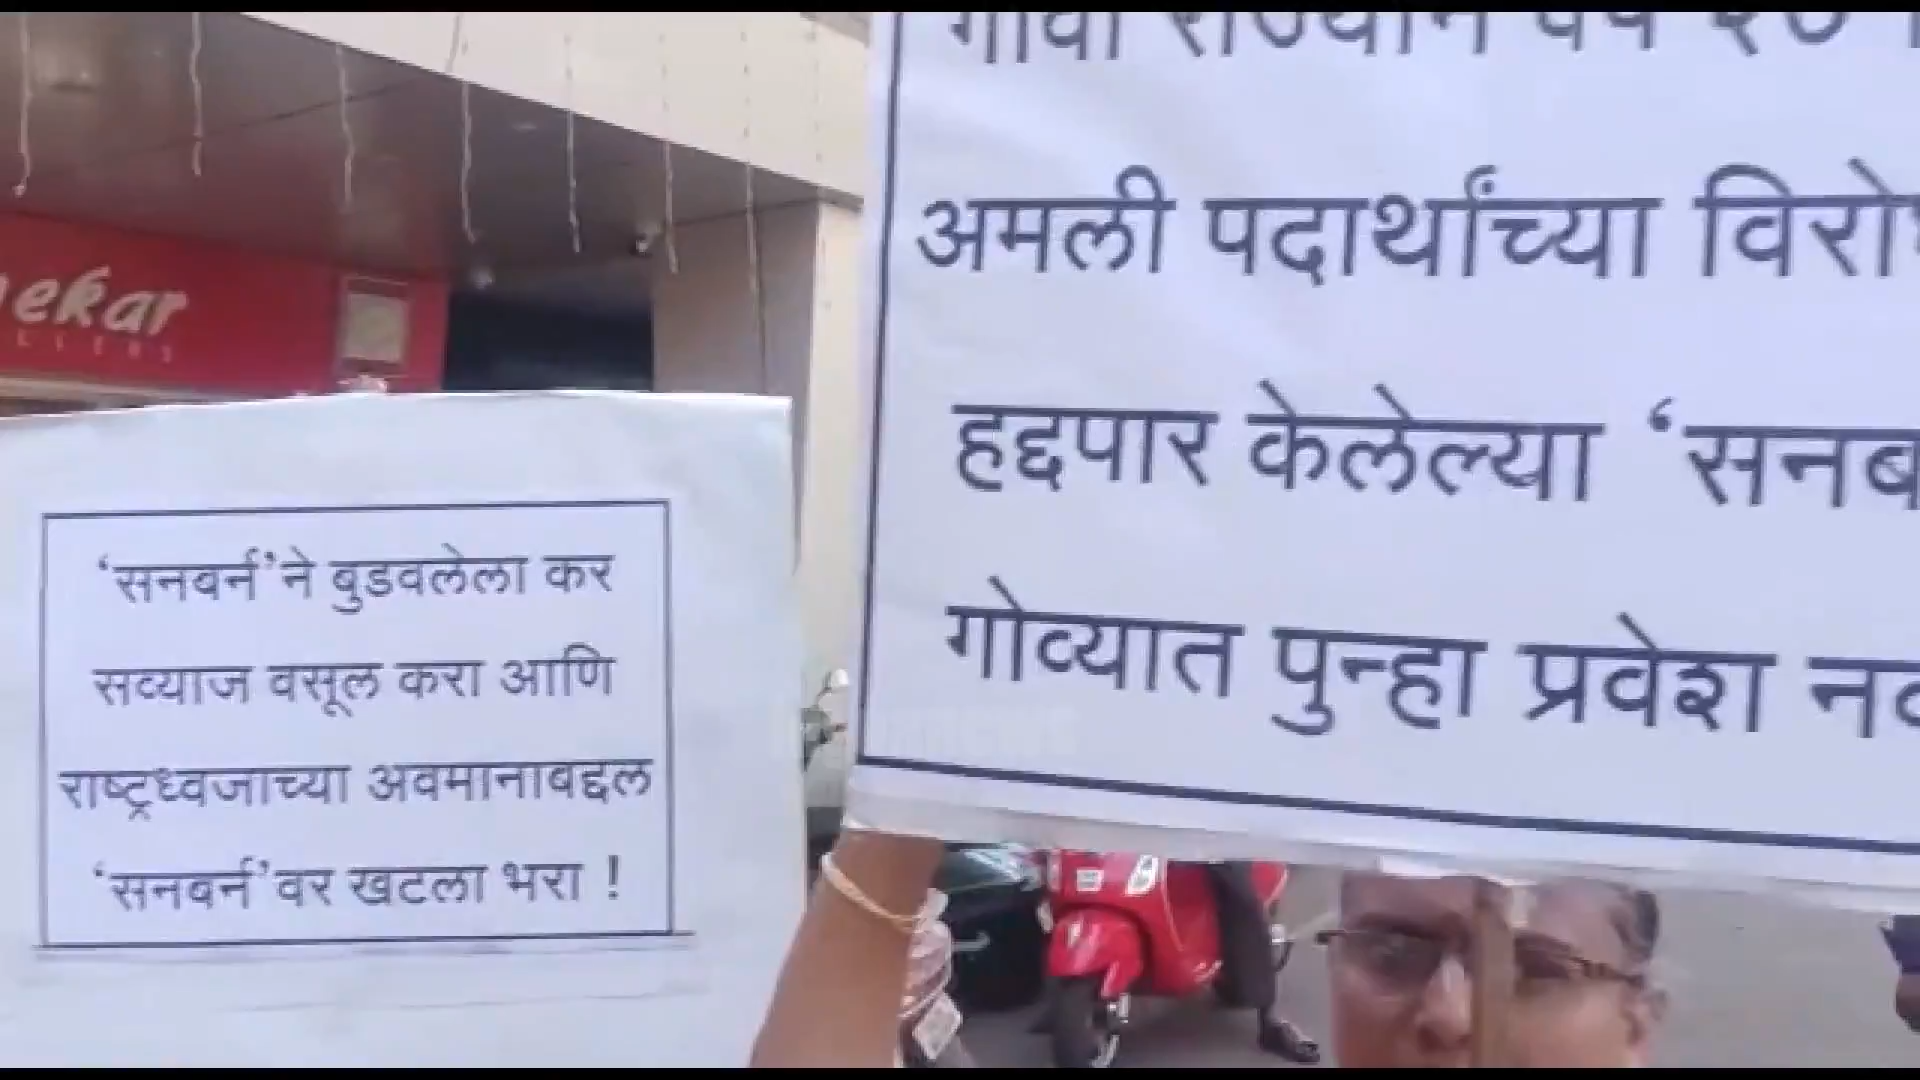 ekar
‘सनबर्न’ने बुडवलेला कर
सव्याज वसूल करा आणि
राष्ट्रध्वजाच्या अवमानाबद्दल
‘सनबर्न’वर खटला भरा !
अमली पदार्थांच्या
हद्दपार केलेल्या ‘सनब
गोव्यात पुन्हा प्रवेश